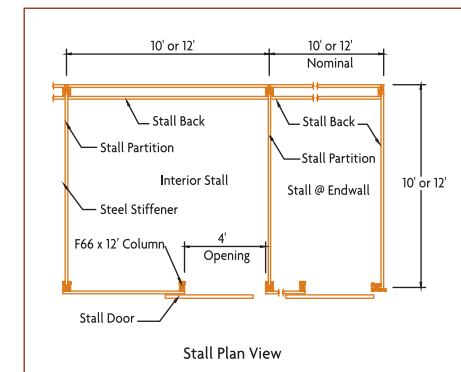 10' or 12'
10' or 12'
Nominal
Stall Back
Stall Back
Stall Partition
Stall Partition
Interior Stall
Stall @ Endwall
10' or 12'
Steel Stiffener
F66 x 12' Column
4'
Opening
Stall Door
Stall Plan View